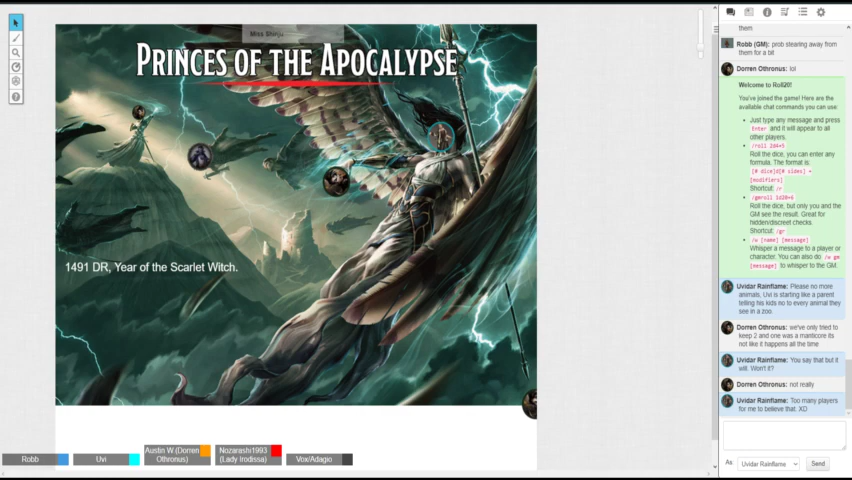 Miss Shinju
PRINCES OF THE APOCALYPSE
1491 DR, Year of the Scarlet Witch.
Robb
Uvi
Austin W (Dorren
Othronus)
Nozarashi1993
(Lady Irodissa)
Vox/Adagio
them
Robb (GM): prob stearing away from
them for a bit
Dorren Othronus: lol
Welcome to Roll20!
You've joined the game! Here are the
available chat commands you can use:
Just type any message and press
Enter and it will appear to all
other players.
/roll 2d4+5
Roll the dice, you can enter any
formula. The format is:
[# dice]d[# sides] +
[modifiers]
Shortcut: /r
/gmroll 1d20+6
Roll the dice, but only you and the
GM see the result. Great for
hidden/discreet checks.
Shortcut: /gr
/w [name] [message]
Whisper a message to a player or
character. You can also do /w gm
[message] to whisper to the GM.
Uvidar Rainflame: Please no more
animals, Uvi is starting like a parent
telling his kids no to every animal they
see in a zoo.
Dorren Othronus: we've only tried to
keep 2 and one was a manticore its
not like it happens all the time
Uvidar Rainflame: You say that but it
will. Won't it?
Dorren Othronus: not really
Uvidar Rainflame: Too many players
for me to believe that. XD
As
Uvidar Rainflame
Send